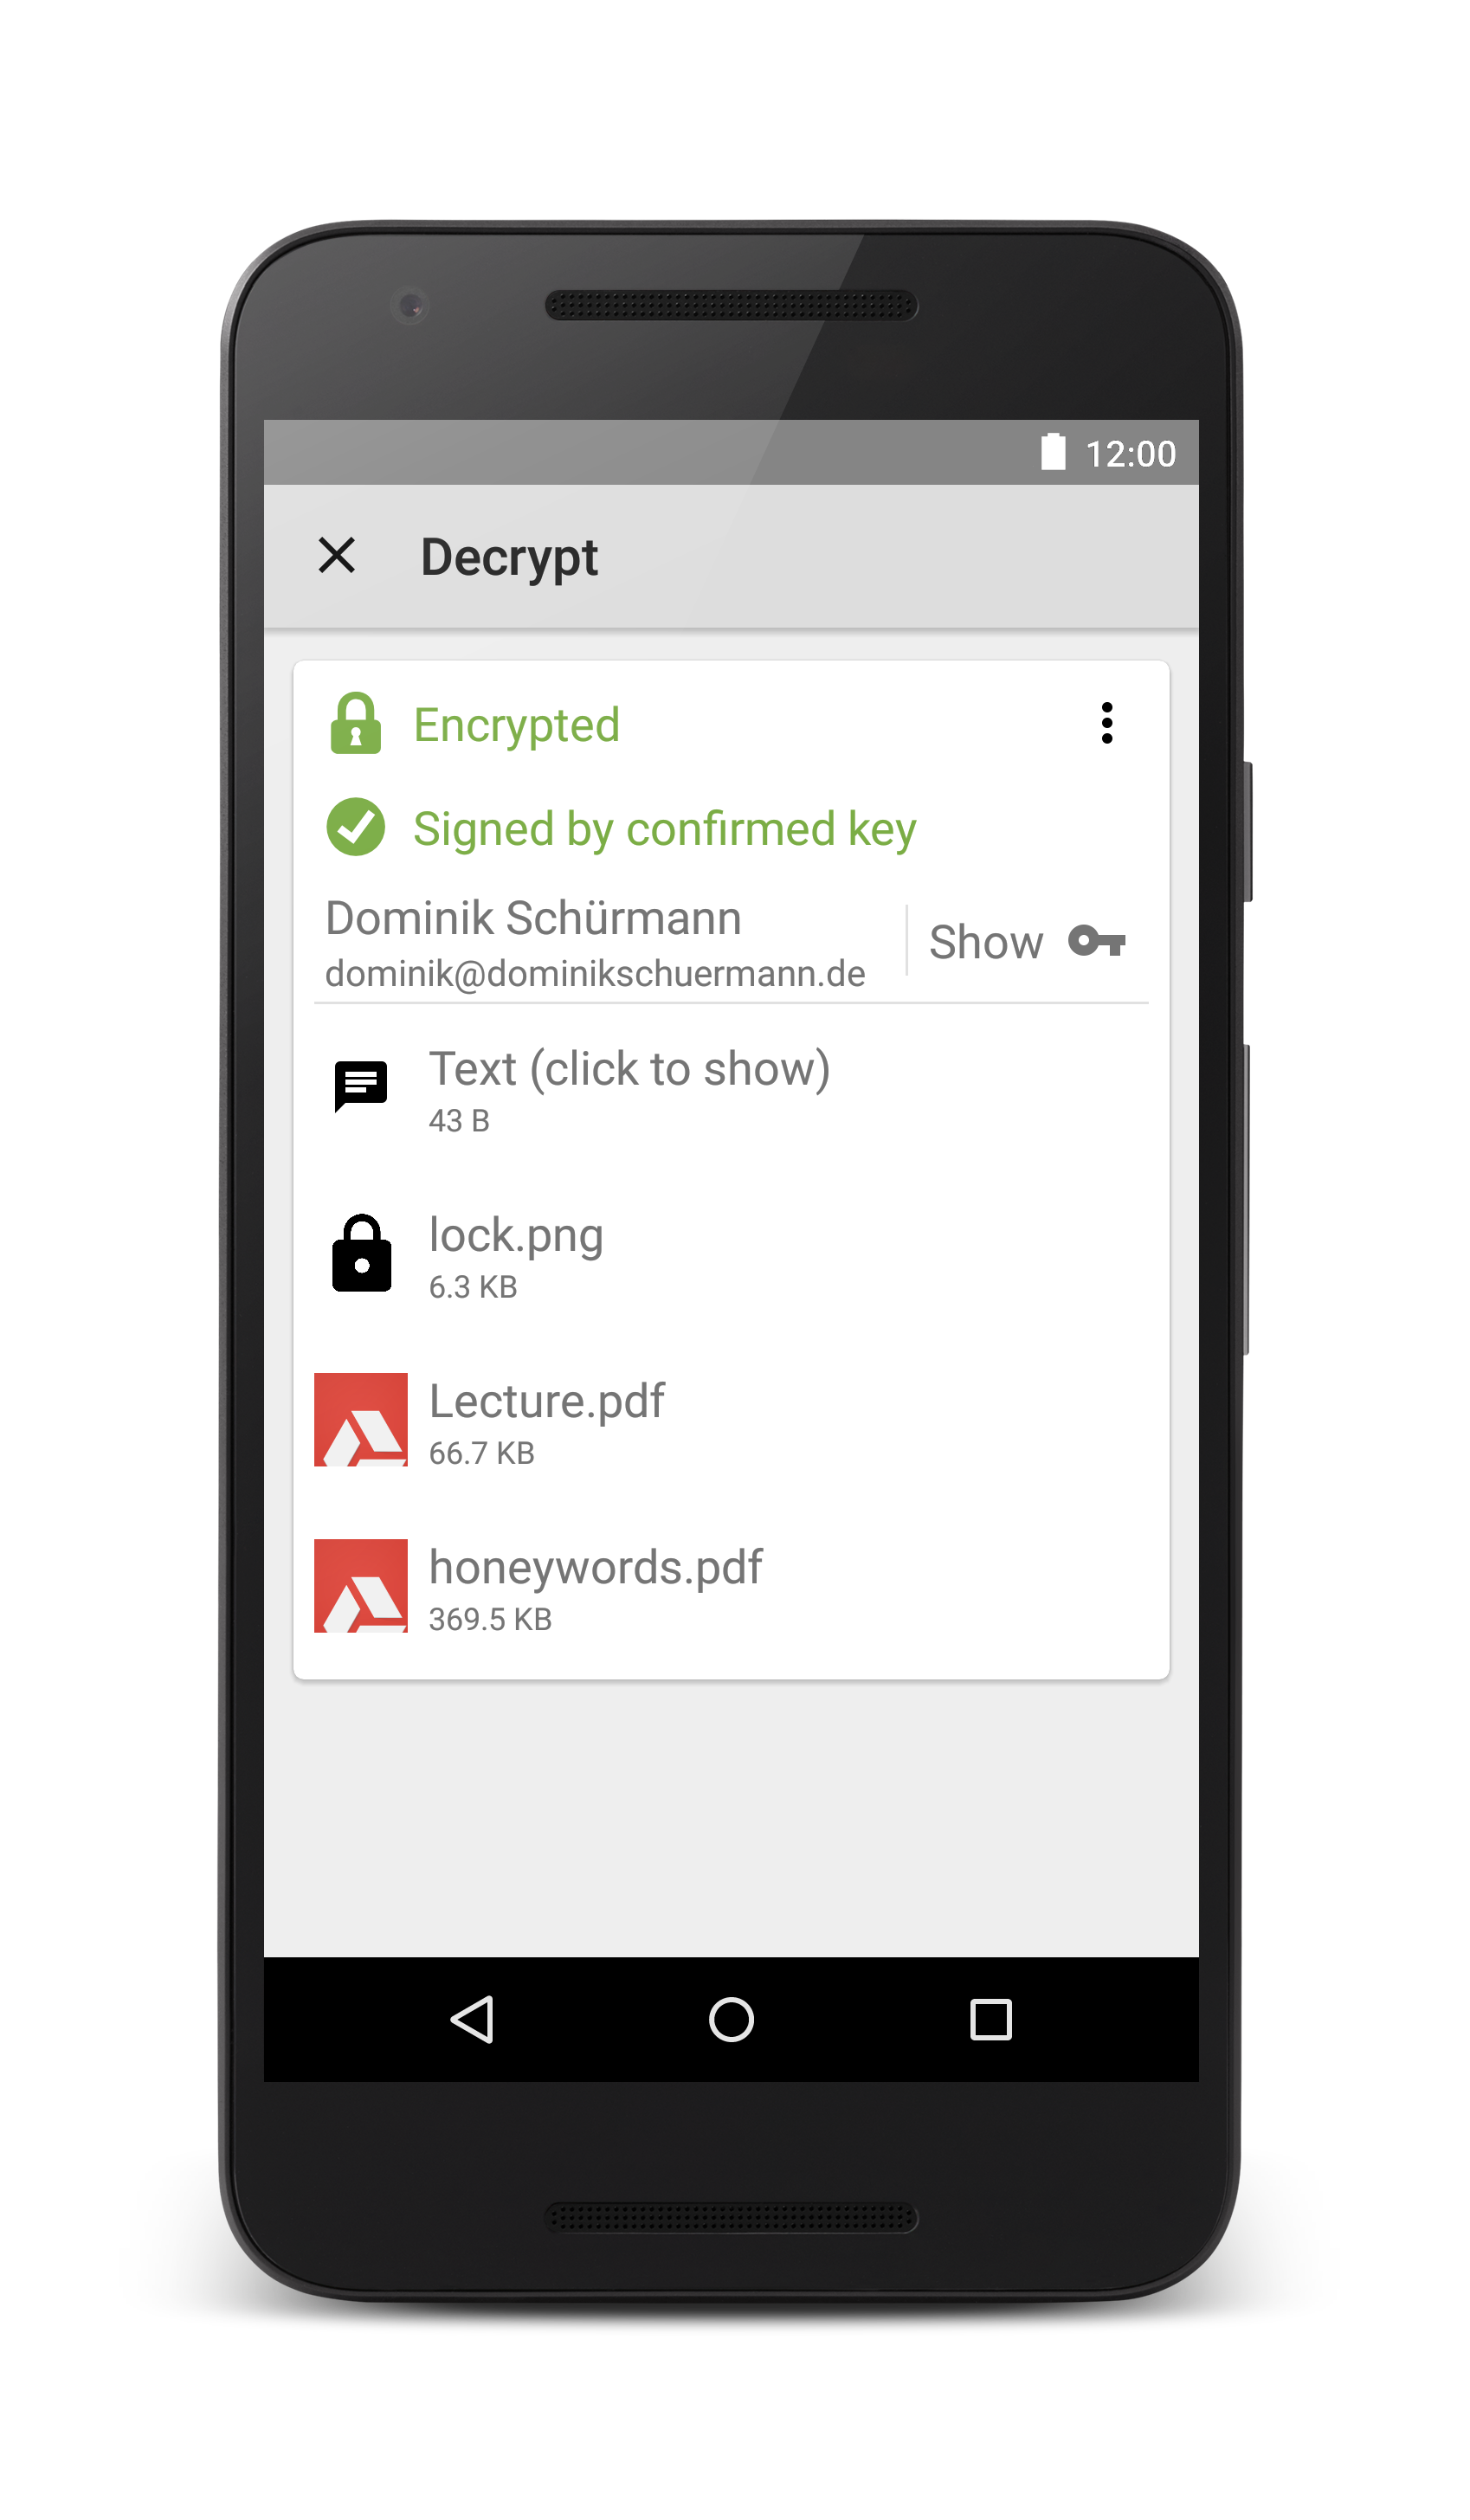 12:00
Decrypt
Encrypted
Signed by confirmed key
Dominik Schürmann
dominik@dominikschuermann.de
Show
Text (click to show)
43 B
lock.png
6.3 KB
Lecture.pdf
66.7 KB
honeywords.pdf
369.5 KB